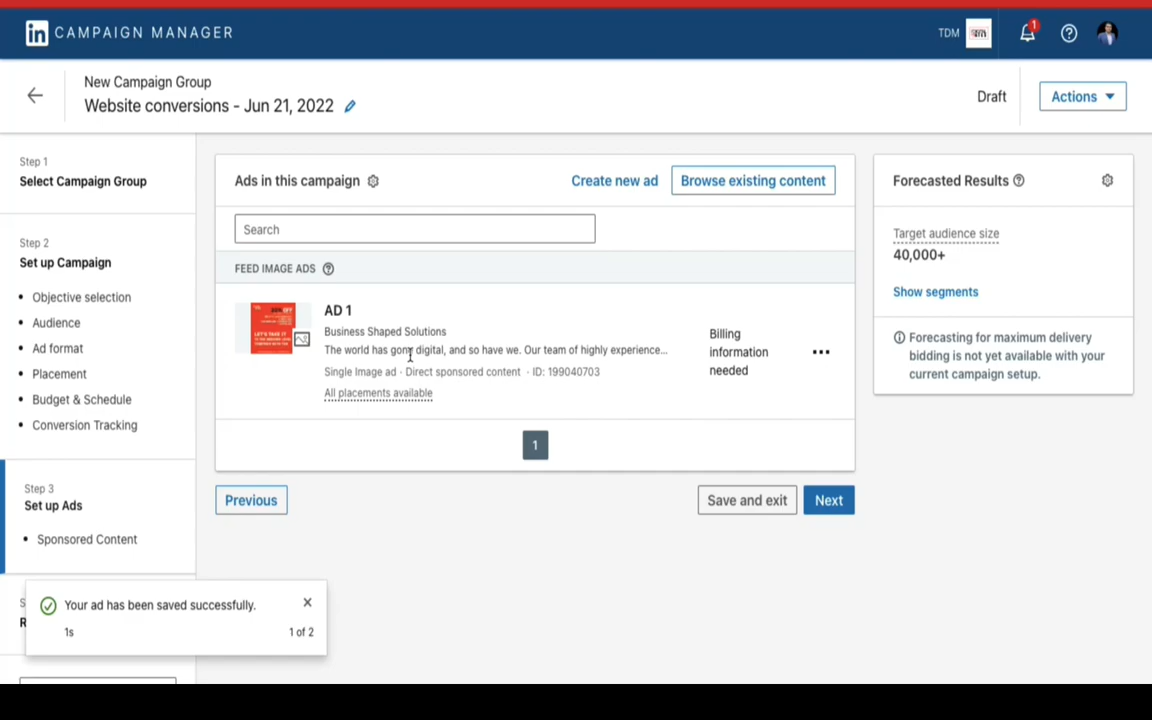 in CAMPAIGN MANAGER
TDM
1
New Campaign Group
Website conversions - Jun 21, 2022
Draft
Actions
Step 1
Select Campaign Group
Step 2
Set up Campaign
• Objective selection
• Audience
• Ad format
• Placement
• Budget & Schedule
• Conversion Tracking
Step 3
Set up Ads
• Sponsored Content
Ads in this campaign
Create new ad
Browse existing content
Search
FEED IMAGE ADS
AD 1
Business Shaped Solutions
The world has gone digital, and so have we. Our team of highly experience...
Single Image ad · Direct sponsored content · ID: 199040703
All placements available
LET'S TAKE IT
Billing
information
needed
1
Previous
Save and exit
Next
Forecasted Results
Target audience size
40,000+
Show segments
Forecasting for maximum delivery
bidding is not yet available with your
current campaign setup.
Your ad has been saved successfully.
1s
1 of 2